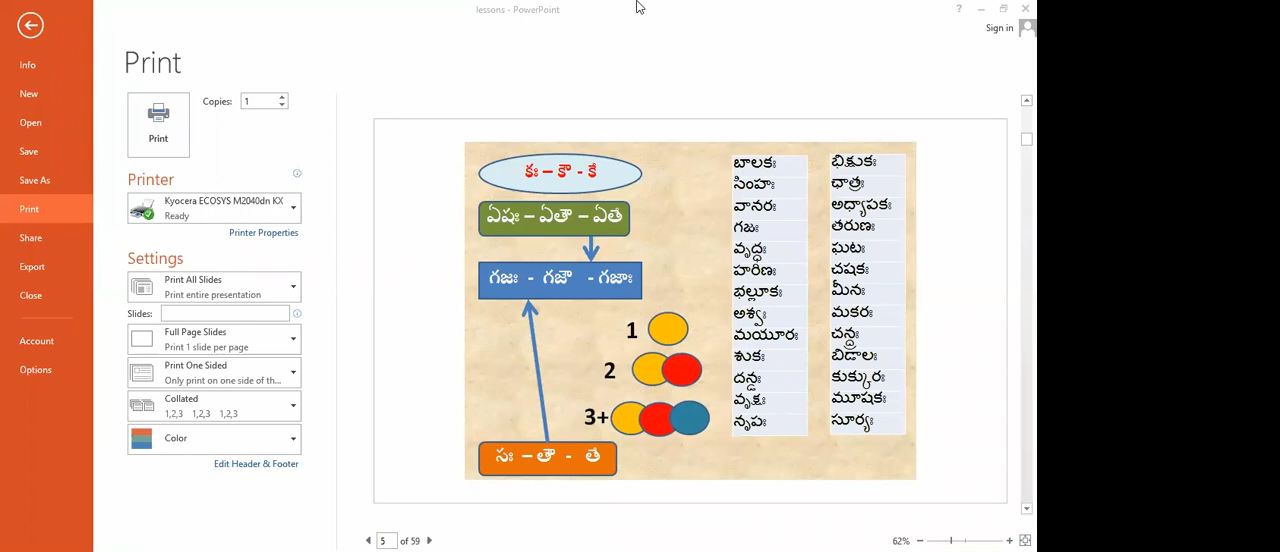 lessons - PowerPoint
?
Sign in
Info
New
Open
Save
Save As
Print
Share
Export
Close
Account
Options
Print
Print
Copies: 1
Printer
Kyocera ECOSYS M2040dn KX
Ready
Printer Properties
Settings
Print All Slides
Print entire presentation
Slides:
Full Page Slides
Print 1 slide per page
Print One Sided
Only print on one side of th...
Collated
1,2,3 1,2,3 1,2,3
Color
Edit Header & Footer
కః – కౌ - కే
ఏషః – ఏతౌ – ఏతే
గజః - గజౌ - గజాః
1
2
3+
సః – తౌ - తే
బాలకః
సింహః
వానరః
గజః
వృద్ధః
హరిణః
భల్లూకః
అశ్వః
మయూరః
శుకః
దన్డః
వృక్షః
నృపః
భిక్షుకః
ఛాత్రః
అధ్యాపకః
తరుణః
ఘటః
చషకః
మీనః
మకరః
చన్ద్రః
బిడాలః
కుక్కురః
మూషకః
సూర్యః
5 of 59
62%